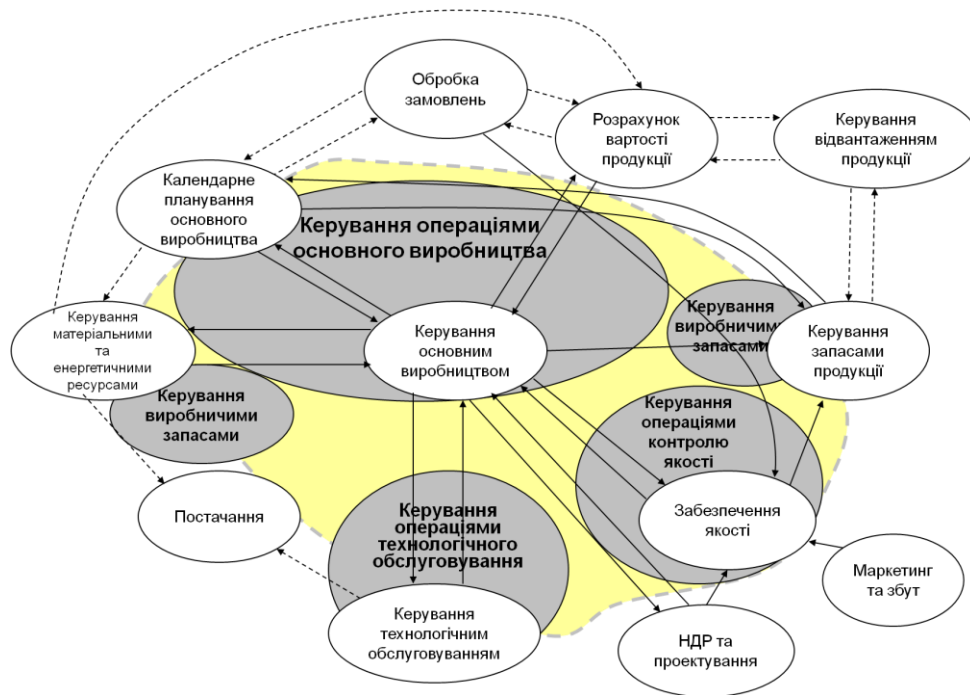 Обробка
замовлень
Розрахунок
вартості
продукції
Керування
відвантаженням
продукції
Календарне
планування
основного
виробництва
Керування операціями
основного виробництва
Керування
матеріальними
та
енергетичними
ресурсами
Керування
основним
виробництвом
Керування
виробничими
запасами
Керування
запасами
продукції
Керування
виробничими
запасами
Керування
операціями
контролю
якості
Постачання
Керування
операціями
технологічного
обслуговування
Забезпечення
якості
Маркетинг
та збут
Керування
технологічним
обслуговуванням
НДР та
проектування